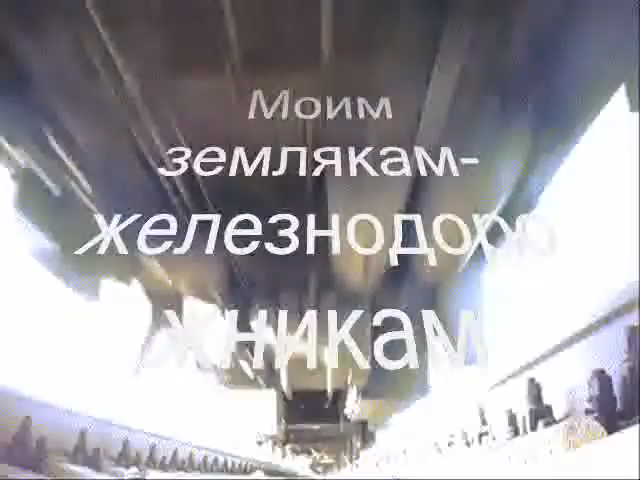 Моим
землякам-
железнодоро
жникам